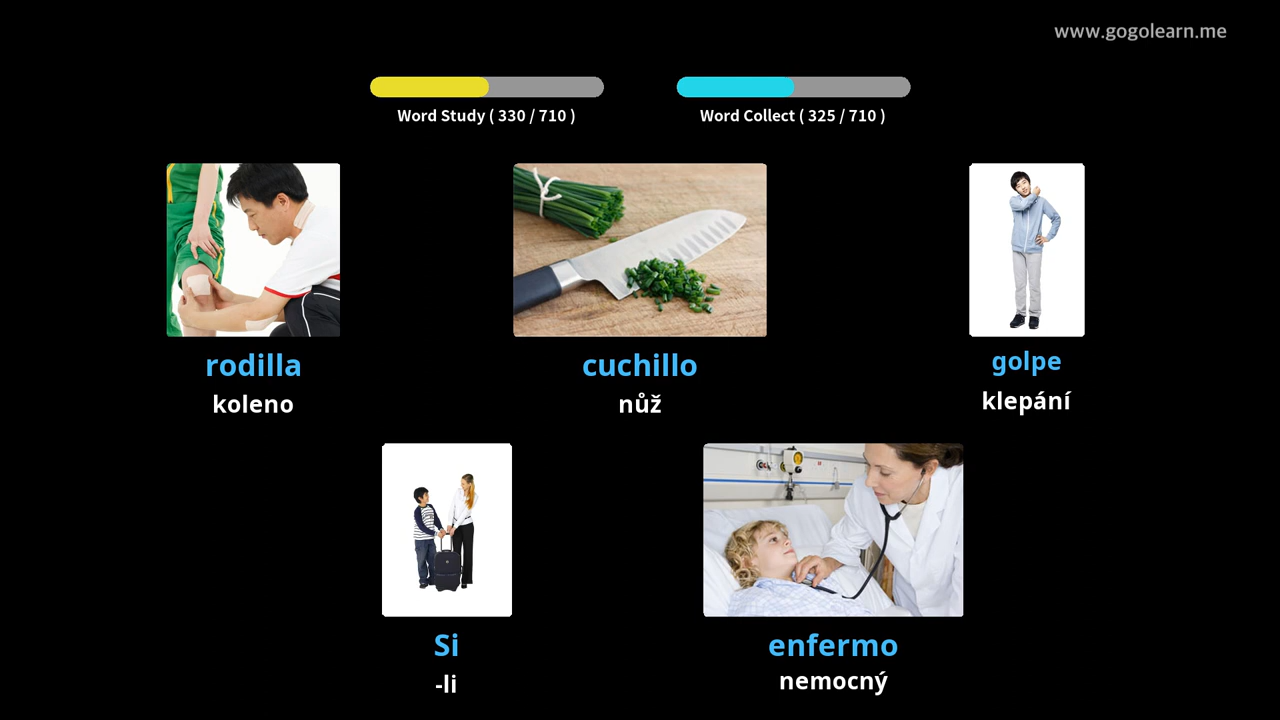 www.gogolearn.me
Word Study ( 330 / 710 )
Word Collect ( 325 / 710 )
rodilla
koleno
cuchillo
nůž
golpe
klepání
Si
-li
enfermo
nemocný